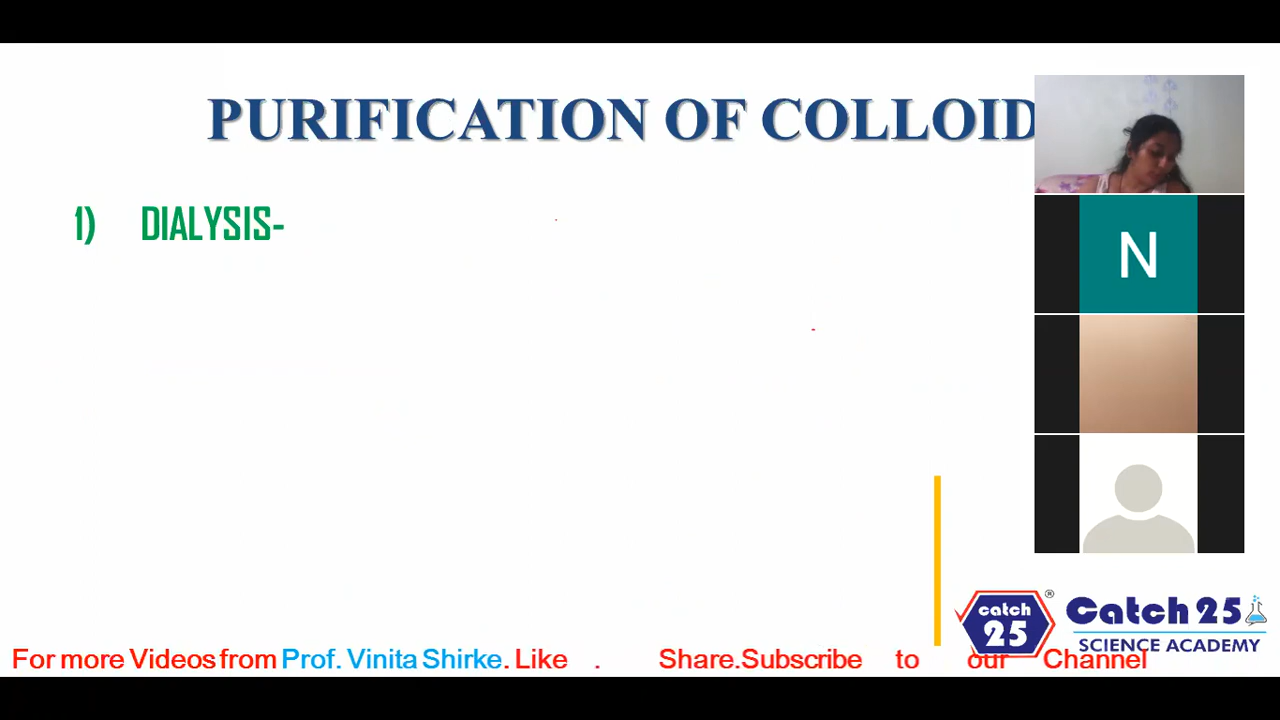 PURIFICATION OF COLLOID
1) DIALYSIS-
N
catch
25
®
Catch 25
SCIENCE ACADEMY
For more Videos from Prof. Vinita Shirke. Like . Share.Subscribe to our Channel